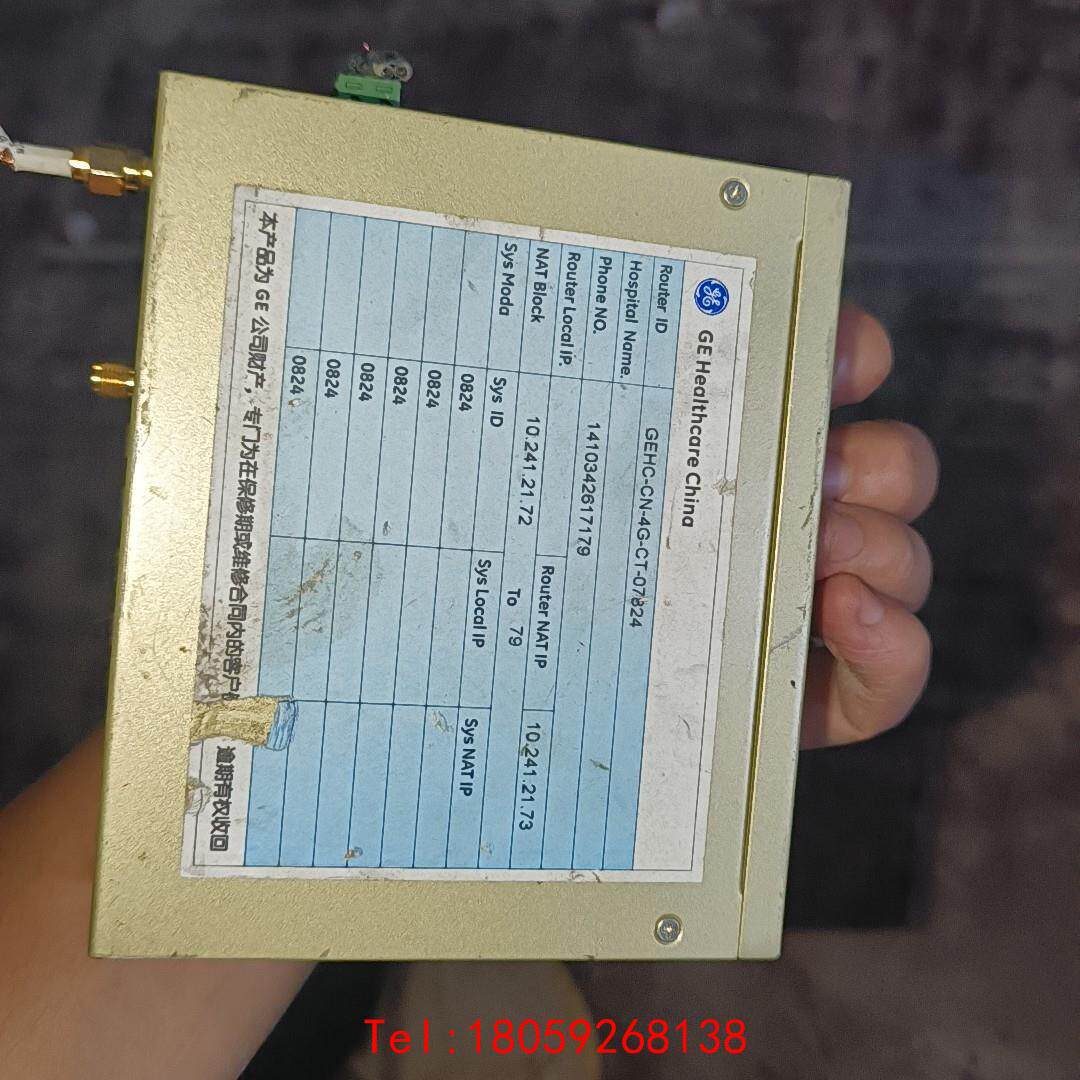 GE Healthcare China
Router ID GEHC-CN-4G-CT-07824
Hospital Name.
Phone NO. 1410342617179
Router Local IP. Router NAT IP 10.241.21.73
NAT Block 10.241.21.72 To 79
Sys Moda Sys ID Sys Local IP Sys NAT IP
0824
0824
0824
0824
0824
0824
本产品为 GE 公司财产，专门为在保修期或维修合同内的客户 逾期有权收回
Tel:18059268138